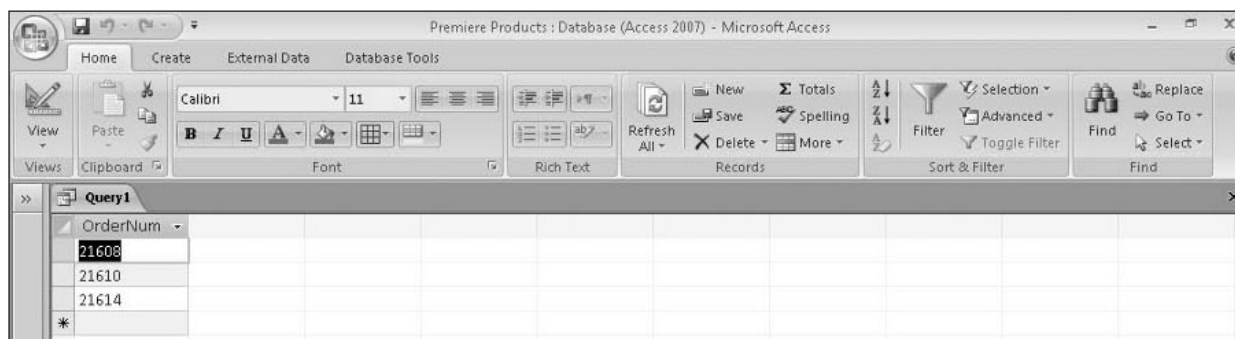 Premiere Products : Database (Access 2007) - Microsoft Access
Home Create External Data Database Tools
Calibri 11 New Totals Selection Replace
View Paste B I U A Refresh All Save Spelling Filter Advanced Find Go To
Delete More Toggle Filter Select
Views Clipboard Font Rich Text Records Sort & Filter Find
Query1
OrderNum
21608
21610
21614